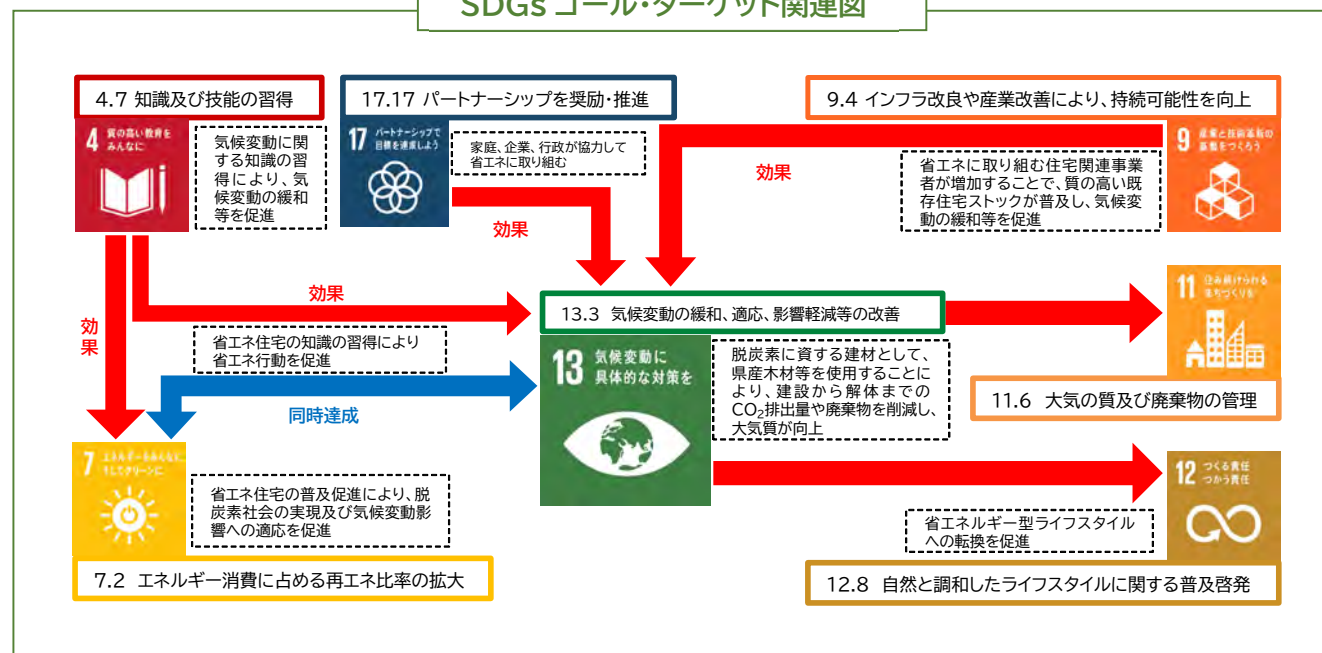 SDGs ゴール・ターゲット関連図
4.7 知識及び技能の習得
17.17 パートナーシップを奨励・推進
9.4 インフラ改良や産業改善により、持続可能性を向上
4 質の高い教育を
みんなに
気候変動に関
する知識の習
得により、気
候変動の緩和
等を促進
17 パートナーシップで
目標を達成しよう
家庭、企業、行政が協力して
省エネに取り組む
効果
効果
省エネに取り組む住宅関連事業
者が増加することで、質の高い既
存住宅ストックが普及し、気候変
動の緩和等を促進
9 産業と技術革新の
基盤をつくろう
効果
効果
省エネ住宅の知識の習得により
省エネ行動を促進
同時達成
13.3 気候変動の緩和、適応、影響軽減等の改善
13 気候変動に
具体的な対策を
脱炭素に資する建材として、
県産木材等を使用することに
より、建設から解体までの
CO₂排出量や廃棄物を削減し、
大気質が向上
11 住み続けられる
まちづくりを
11.6 大気の質及び廃棄物の管理
7 エネルギーをみんなに
そしてクリーンに
省エネ住宅の普及促進により、脱
炭素社会の実現及び気候変動影
響への適応を促進
7.2 エネルギー消費に占める再エネ比率の拡大
省エネルギー型ライフスタイル
への転換を促進
12 つくる責任
つかう責任
12.8 自然と調和したライフスタイルに関する普及啓発